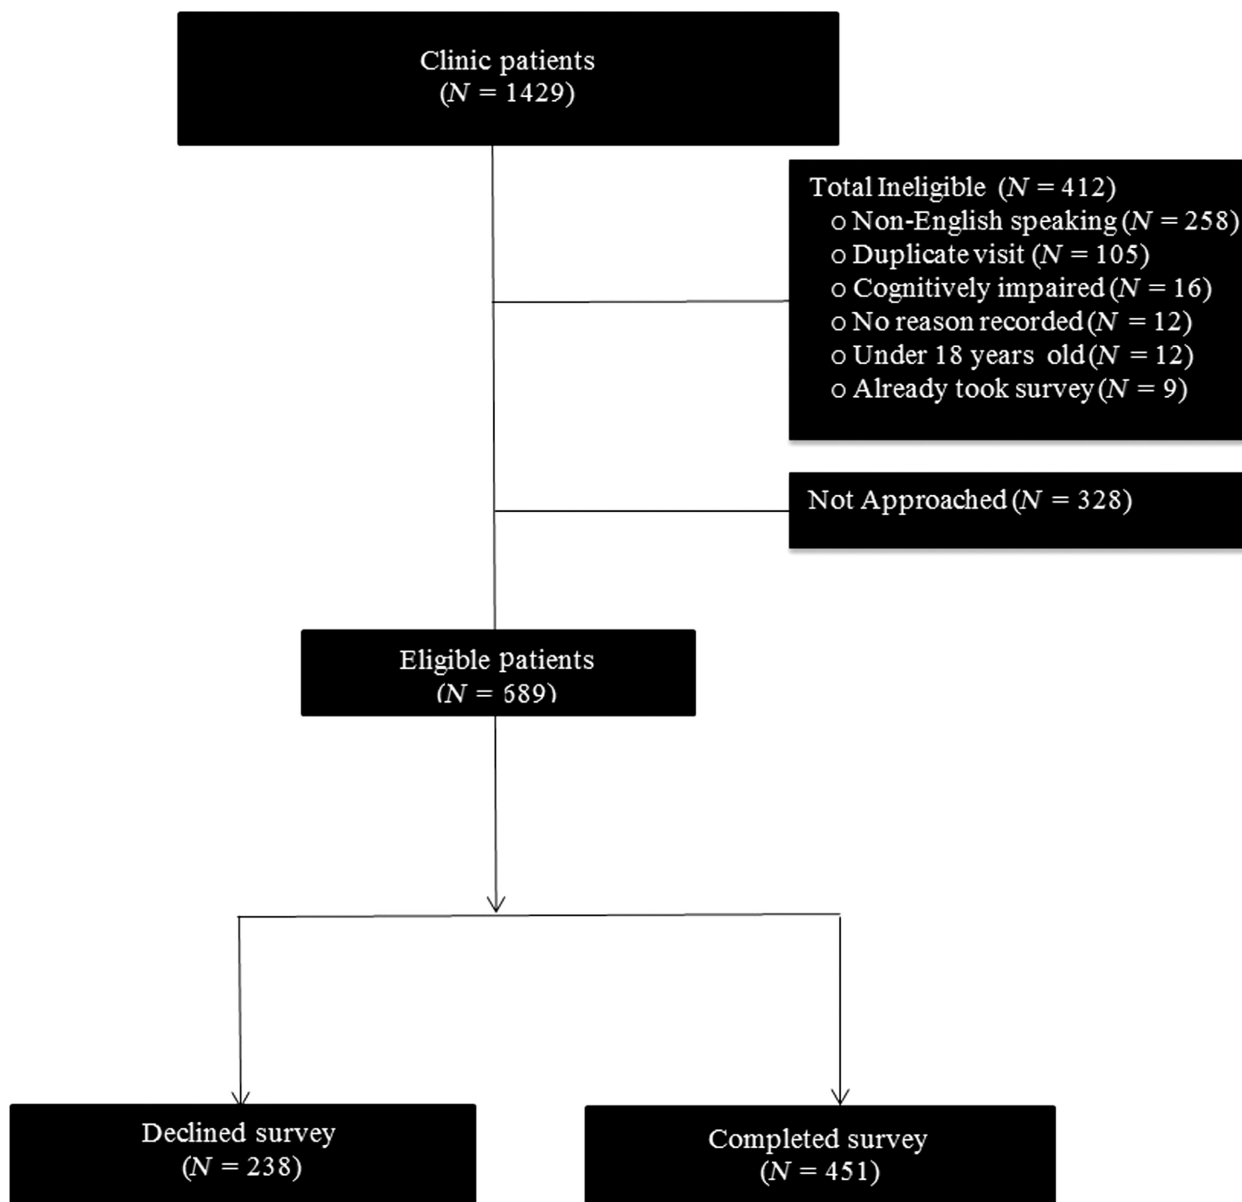 Clinic patients
(N = 1429)
Total Ineligible (N = 412)
o Non-English speaking (N = 258)
o Duplicate visit (N = 105)
o Cognitively impaired (N = 16)
o No reason recorded (N = 12)
o Under 18 years old (N = 12)
o Already took survey (N = 9)
Not Approached (N = 328)
Eligible patients
(N = 689)
Declined survey
(N = 238)
Completed survey
(N = 451)